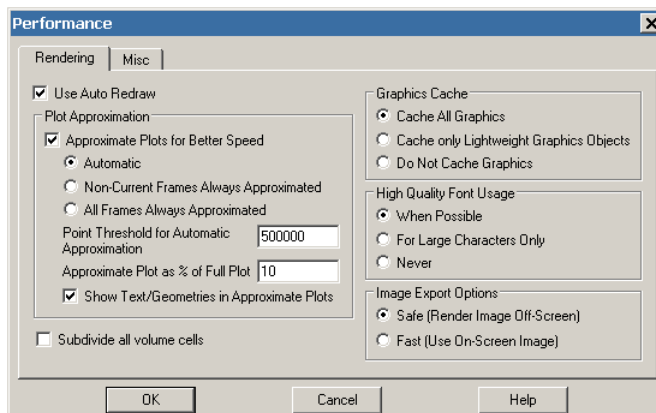 Performance
Rendering
Misc
Use Auto Redraw
Plot Approximation
Approximate Plots for Better Speed
Automatic
Non-Current Frames Always Approximated
All Frames Always Approximated
Point Threshold for Automatic
Approximation
500000
Approximate Plot as % of Full Plot
10
Show Text/Geometries in Approximate Plots
Subdivide all volume cells
Graphics Cache
Cache All Graphics
Cache only Lightweight Graphics Objects
Do Not Cache Graphics
High Quality Font Usage
When Possible
For Large Characters Only
Never
Image Export Options
Safe (Render Image Off-Screen)
Fast (Use On-Screen Image)
OK
Cancel
Help